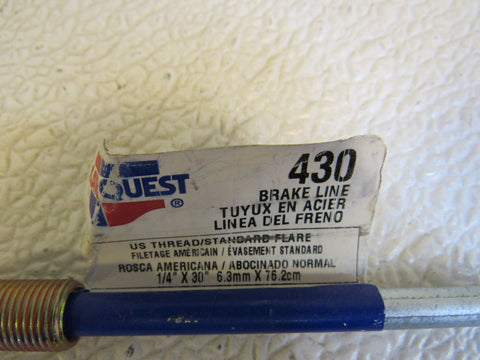 QUEST ®
430
BRAKE LINE
TUYUX EN ACIER
LINEA DEL FRENO
US THREAD/STANDARD FLARE
FILETAGE AMERICAIN / EVASEMENT STANDARD
ROSCA AMERICANA / ABOCINADO NORMAL
1/4" X 30" 6.3mm X 76.2cm